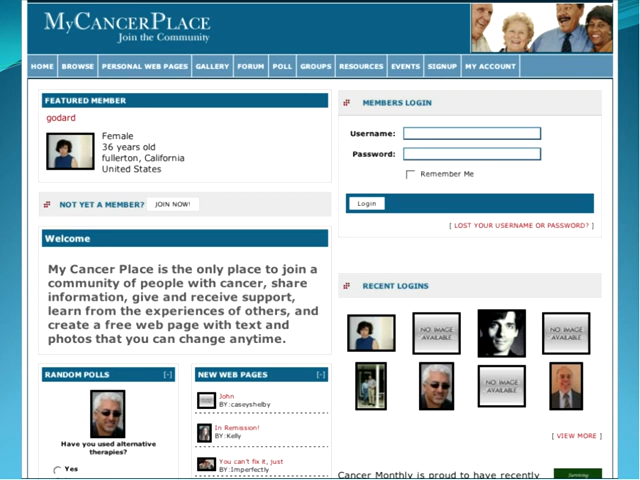 MYCANCERPLACE
Join the Community
HOME BROWSE PERSONAL WEB PAGES GALLERY FORUM POLL GROUPS RESOURCES EVENTS SIGNUP MY ACCOUNT
FEATURED MEMBER
godard
Female
36 years old
fullerton, California
United States
NOT YET A MEMBER? JOIN NOW!
Welcome
My Cancer Place is the only place to join a
community of people with cancer, share
information, give and receive support,
learn from the experiences of others, and
create a free web page with text and
photos that you can change anytime.
RANDOM POLLS [-]
Have you used alternative
therapies?
Yes
NEW WEB PAGES [-]
John
BY:caseyshelby
In Remission!
BY:Kelly
You can't fix it, just
BY:Imperfectly
MEMBERS LOGIN
Username:
Password:
Remember Me
Login
[ LOST YOUR USERNAME OR PASSWORD? ]
RECENT LOGINS
NO IMAGE
AVAILABLE
NO IMAGE
AVAILABLE
NO IMAGE
AVAILABLE
[ VIEW MORE ]
Cancer Monthly is proud to have recently
Surviving